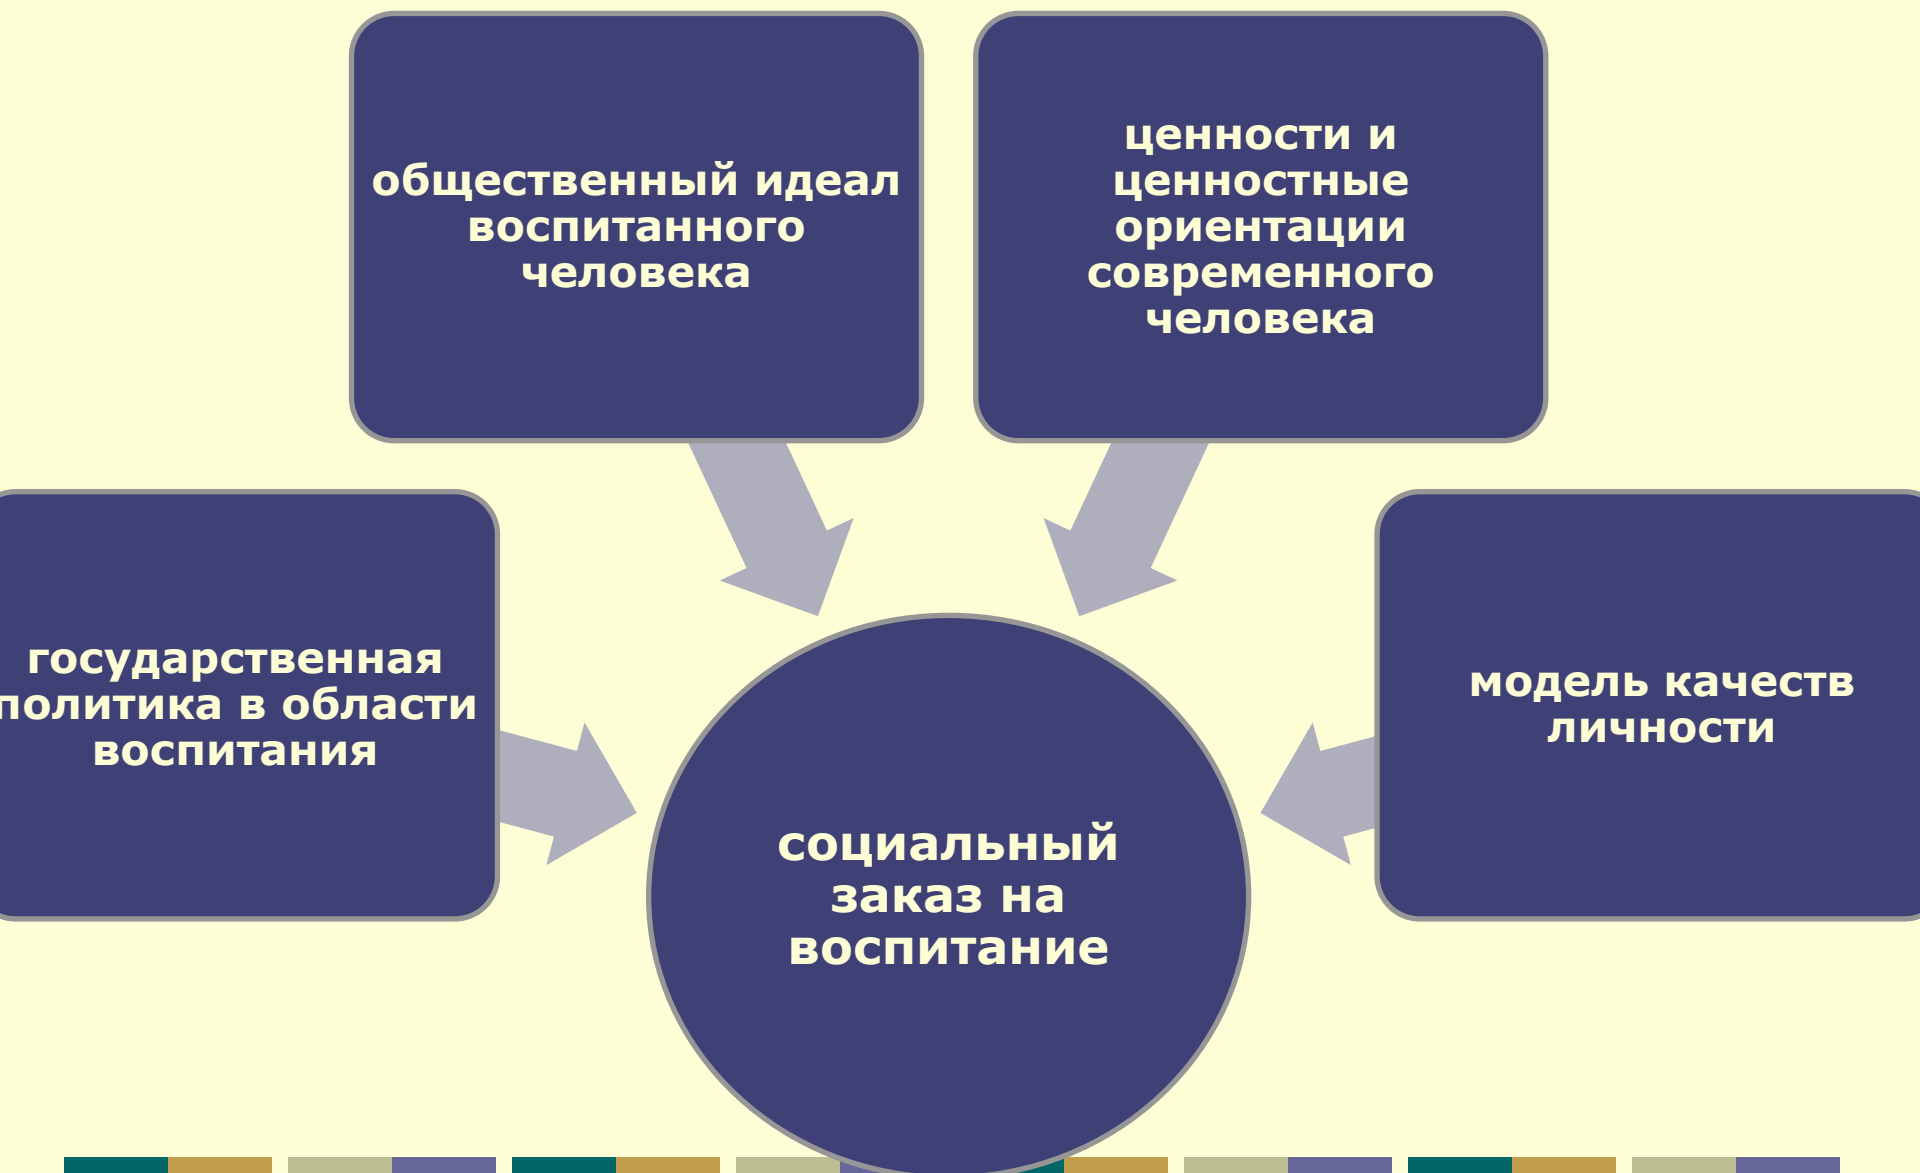 общественный идеал
воспитанного
человека
ценности и
ценностные
ориентации
современного
человека
государственная
политика в области
воспитания
модель качеств
личности
социальный
заказ на
воспитание